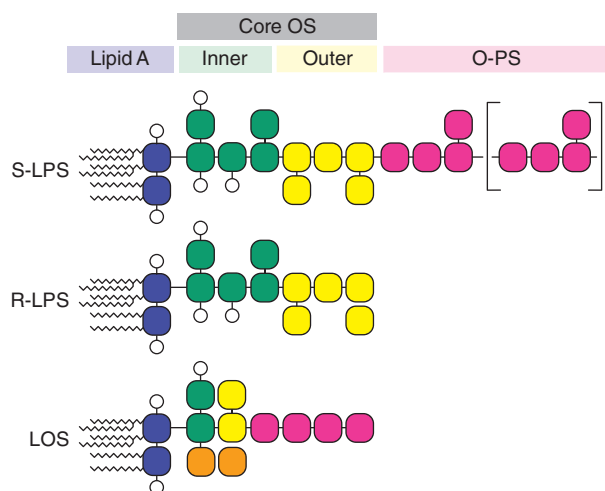 Core OS
Lipid A Inner Outer O-PS
S-LPS
R-LPS
LOS